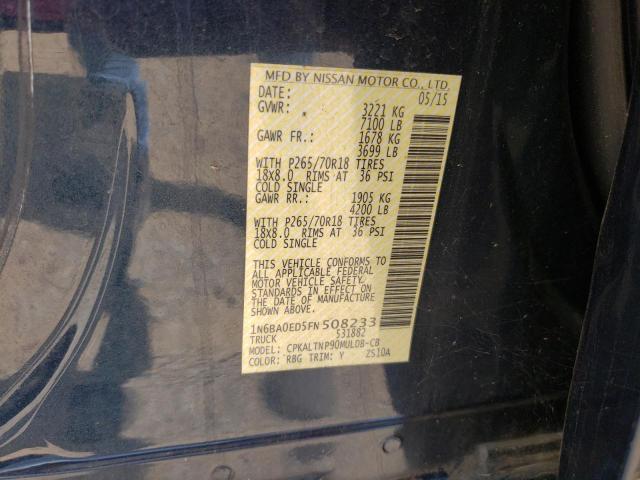 MFD BY NISSAN MOTOR CO., LTD.
DATE: 05/15
GVWR: 3221 KG
7100 LB
GAWR FR.: 1678 KG
3699 LB
WITH P265/70R18 TIRES
18x8.0 RIMS AT 36 PSI
COLD SINGLE
GAWR RR.: 1905 KG
4200 LB
WITH P265/70R18 TIRES
18x8.0 RIMS AT 36 PSI
COLD SINGLE
THIS VEHICLE CONFORMS TO
ALL APPLICABLE FEDERAL
MOTOR VEHICLE SAFETY
STANDARDS IN EFFECT ON
THE DATE OF MANUFACTURE
SHOWN ABOVE.
1N6BA0ED5FN508233
TRUCK 531882
MODEL: CPKALTNP90MULDB-CB
COLOR: RBG TRIM: Y ZS10A